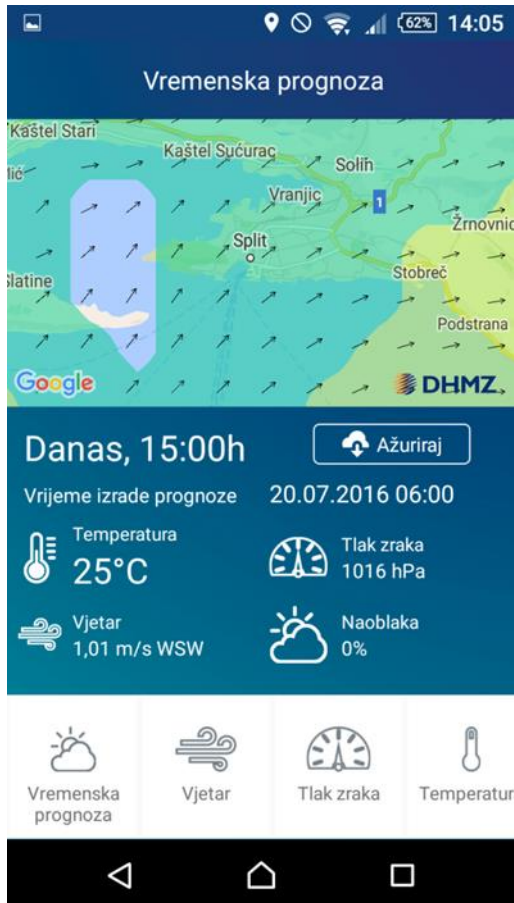 62% 14:05
Vremenska prognoza
Kaštel Stari
Kaštel Sućurac
Solin
Vranjic
1
Split
Stobreč
Slatine
Podstrana
Google
DHMZ
Danas, 15:00h
Ažuriraj
Vrijeme izrade prognoze 20.07.2016 06:00
Temperatura
25°C
Tlak zraka
1016 hPa
Vjetar
1,01 m/s WSW
Naoblaka
0%
Vremenska
prognoza
Vjetar
Tlak zraka
Temperatur